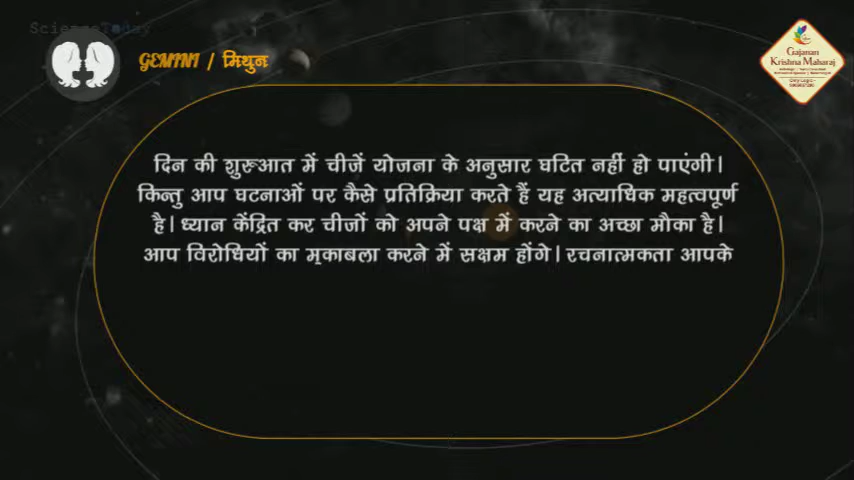 ScienceToday
GEMINI / मिथुन
Gajanan
Krishna Maharaj
दिन की शुरूआत में चीजें योजना के अनुसार घटित नहीं हो पाएंगी।
किन्तु आप घटनाओं पर कैसे प्रतिक्रिया करते हैं यह अत्याधिक महत्वपूर्ण
है। ध्यान केंद्रित कर चीजों को अपने पक्ष में करने का अच्छा मौका है।
आप विरोधियों का मुकाबला करने में सक्षम होंगे। रचनात्मकता आपके